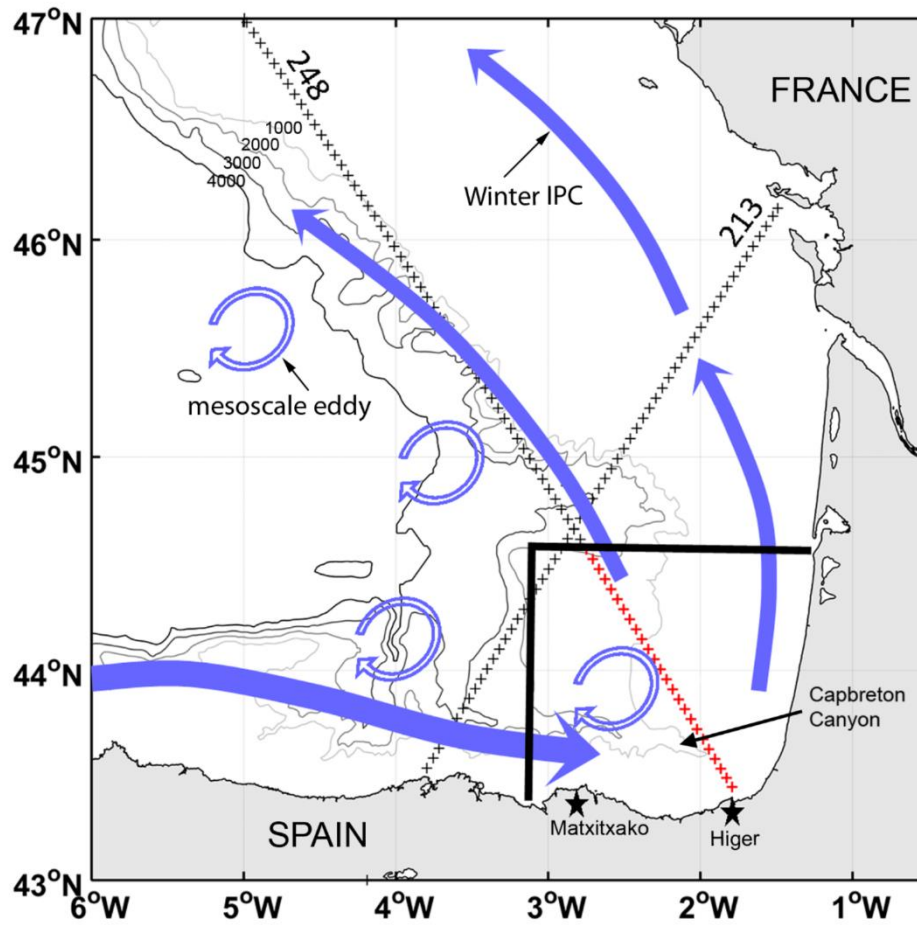 47°N
46°N
45°N
44°N
43°N
6°W
5°W
4°W
3°W
2°W
1°W
248
1000
2000
3000
4000
FRANCE
Winter IPC
213
mesoscale eddy
Capbreton
Canyon
SPAIN
Matxitxako
Higer